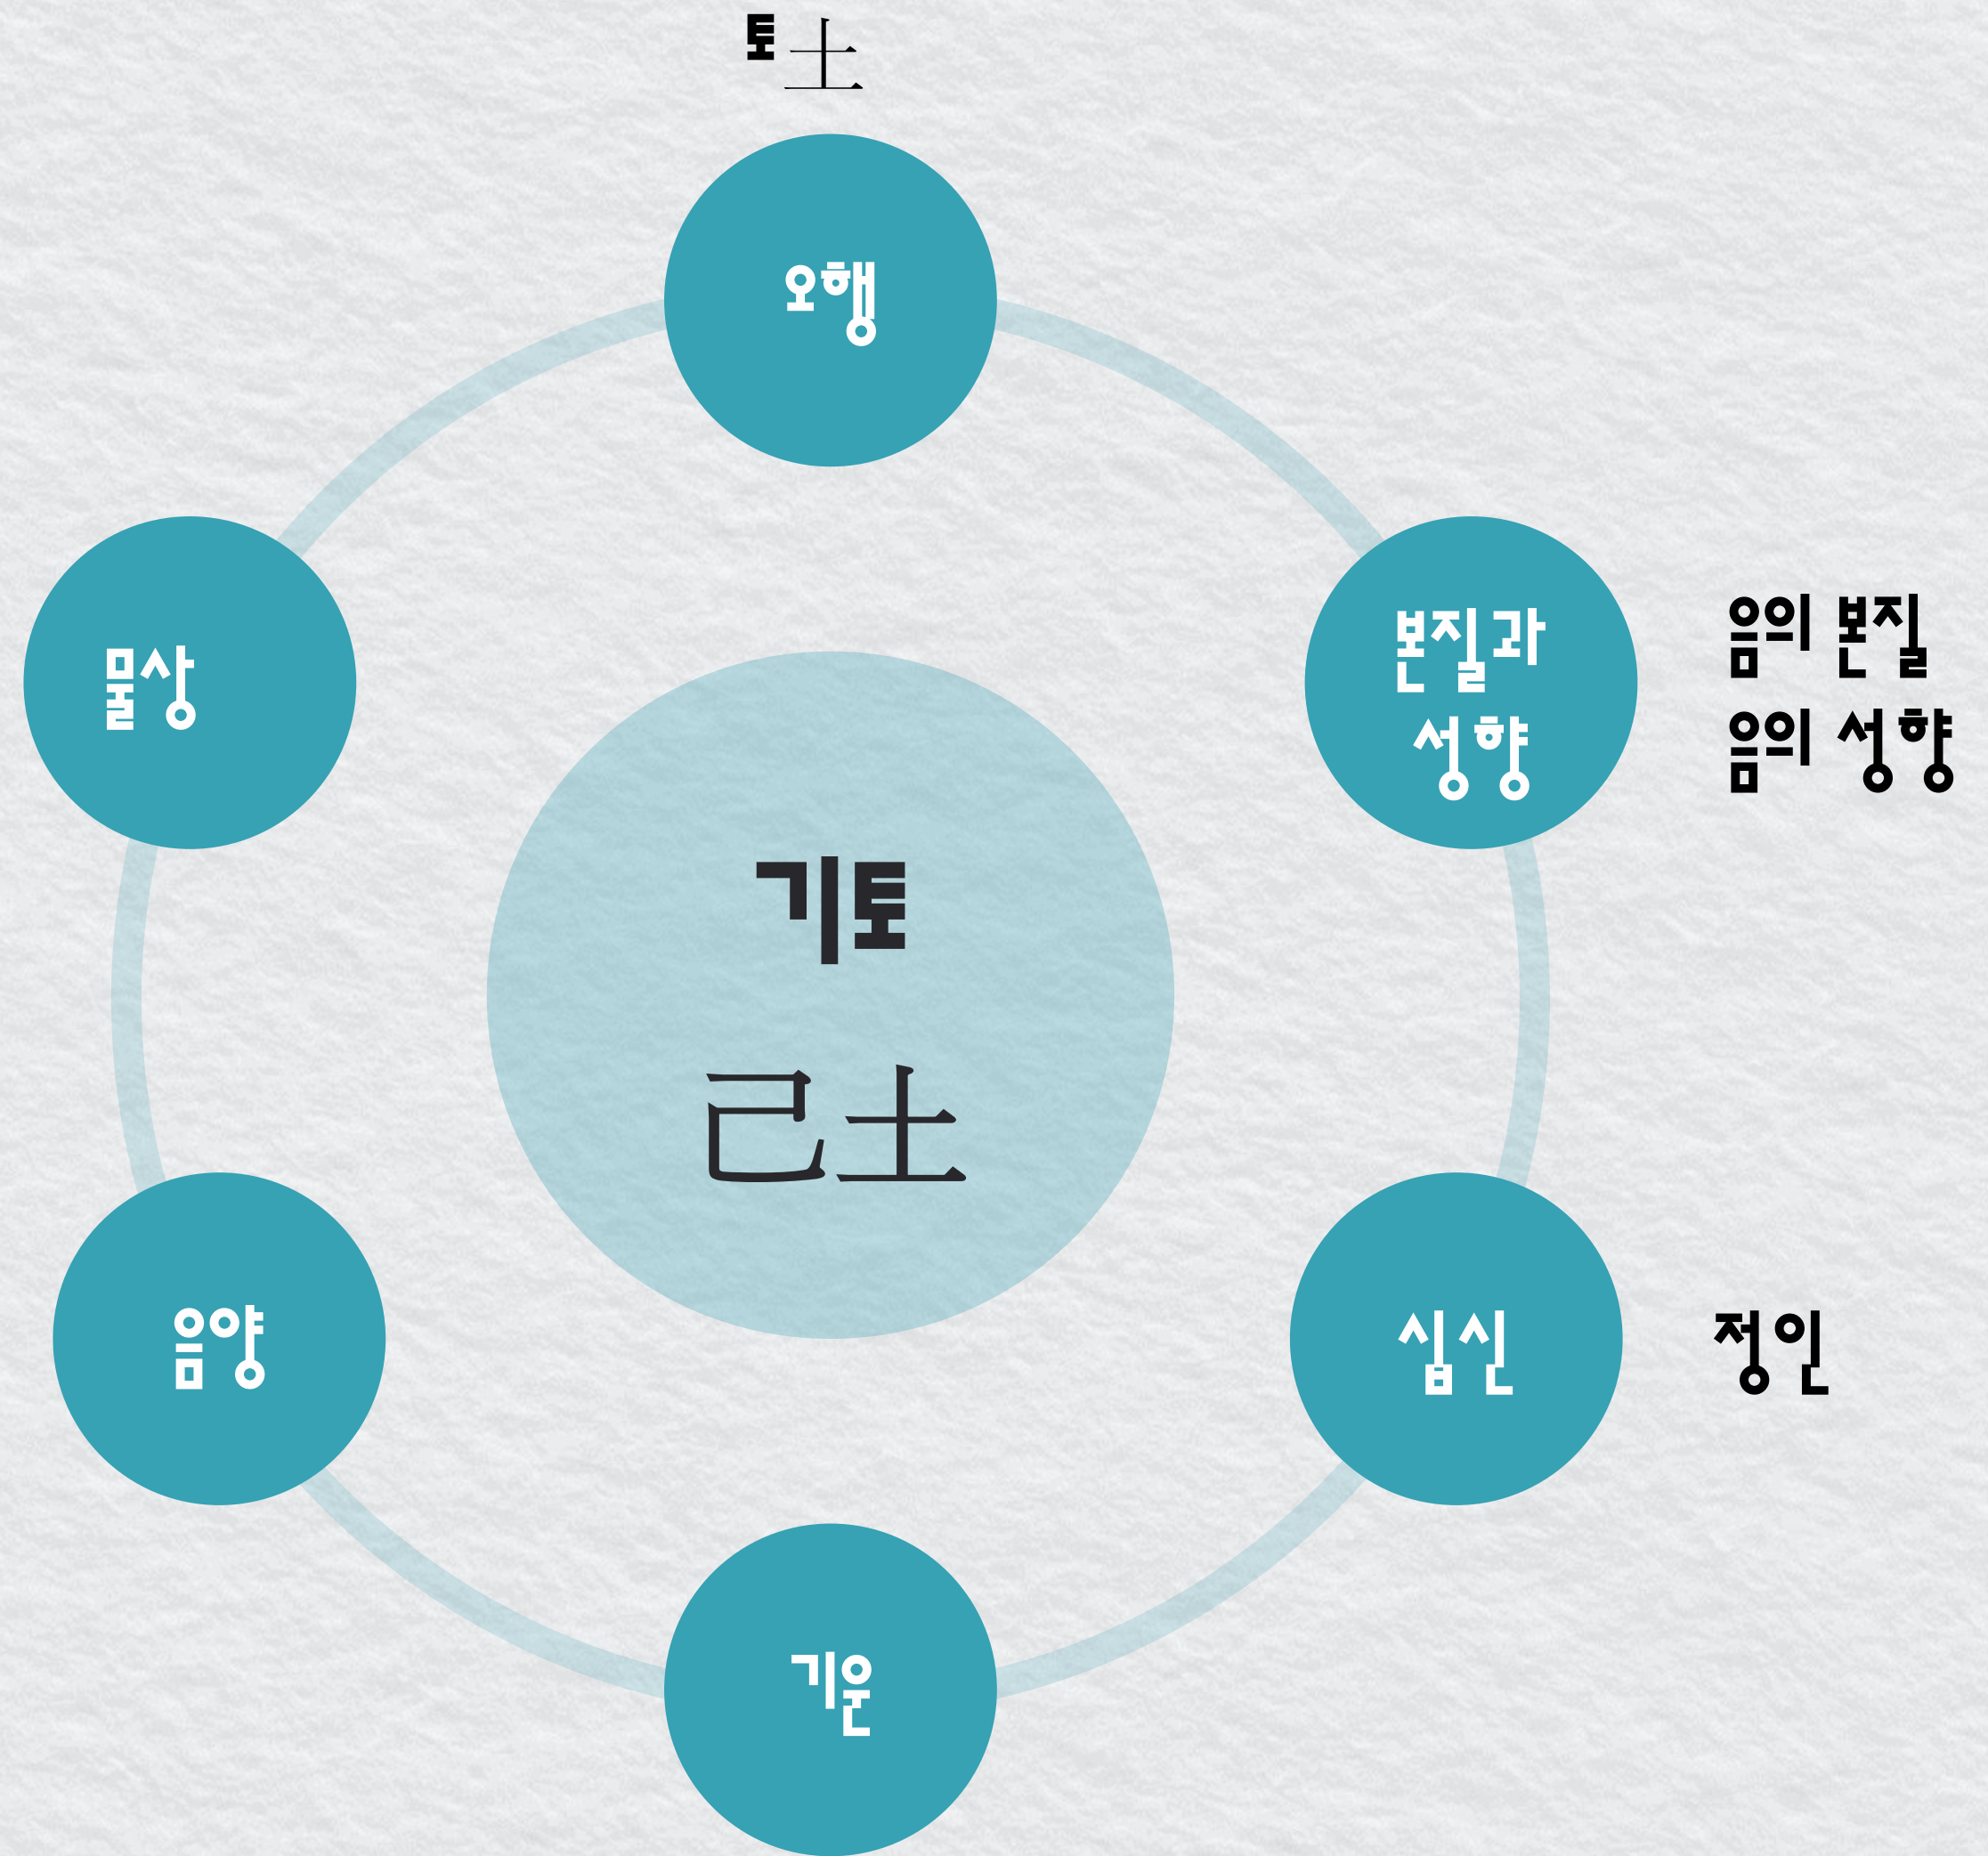 토土
오행
물상
본질과
성향
음의 본질
음의 성향
기토
己土
음양
십신
정인
기운